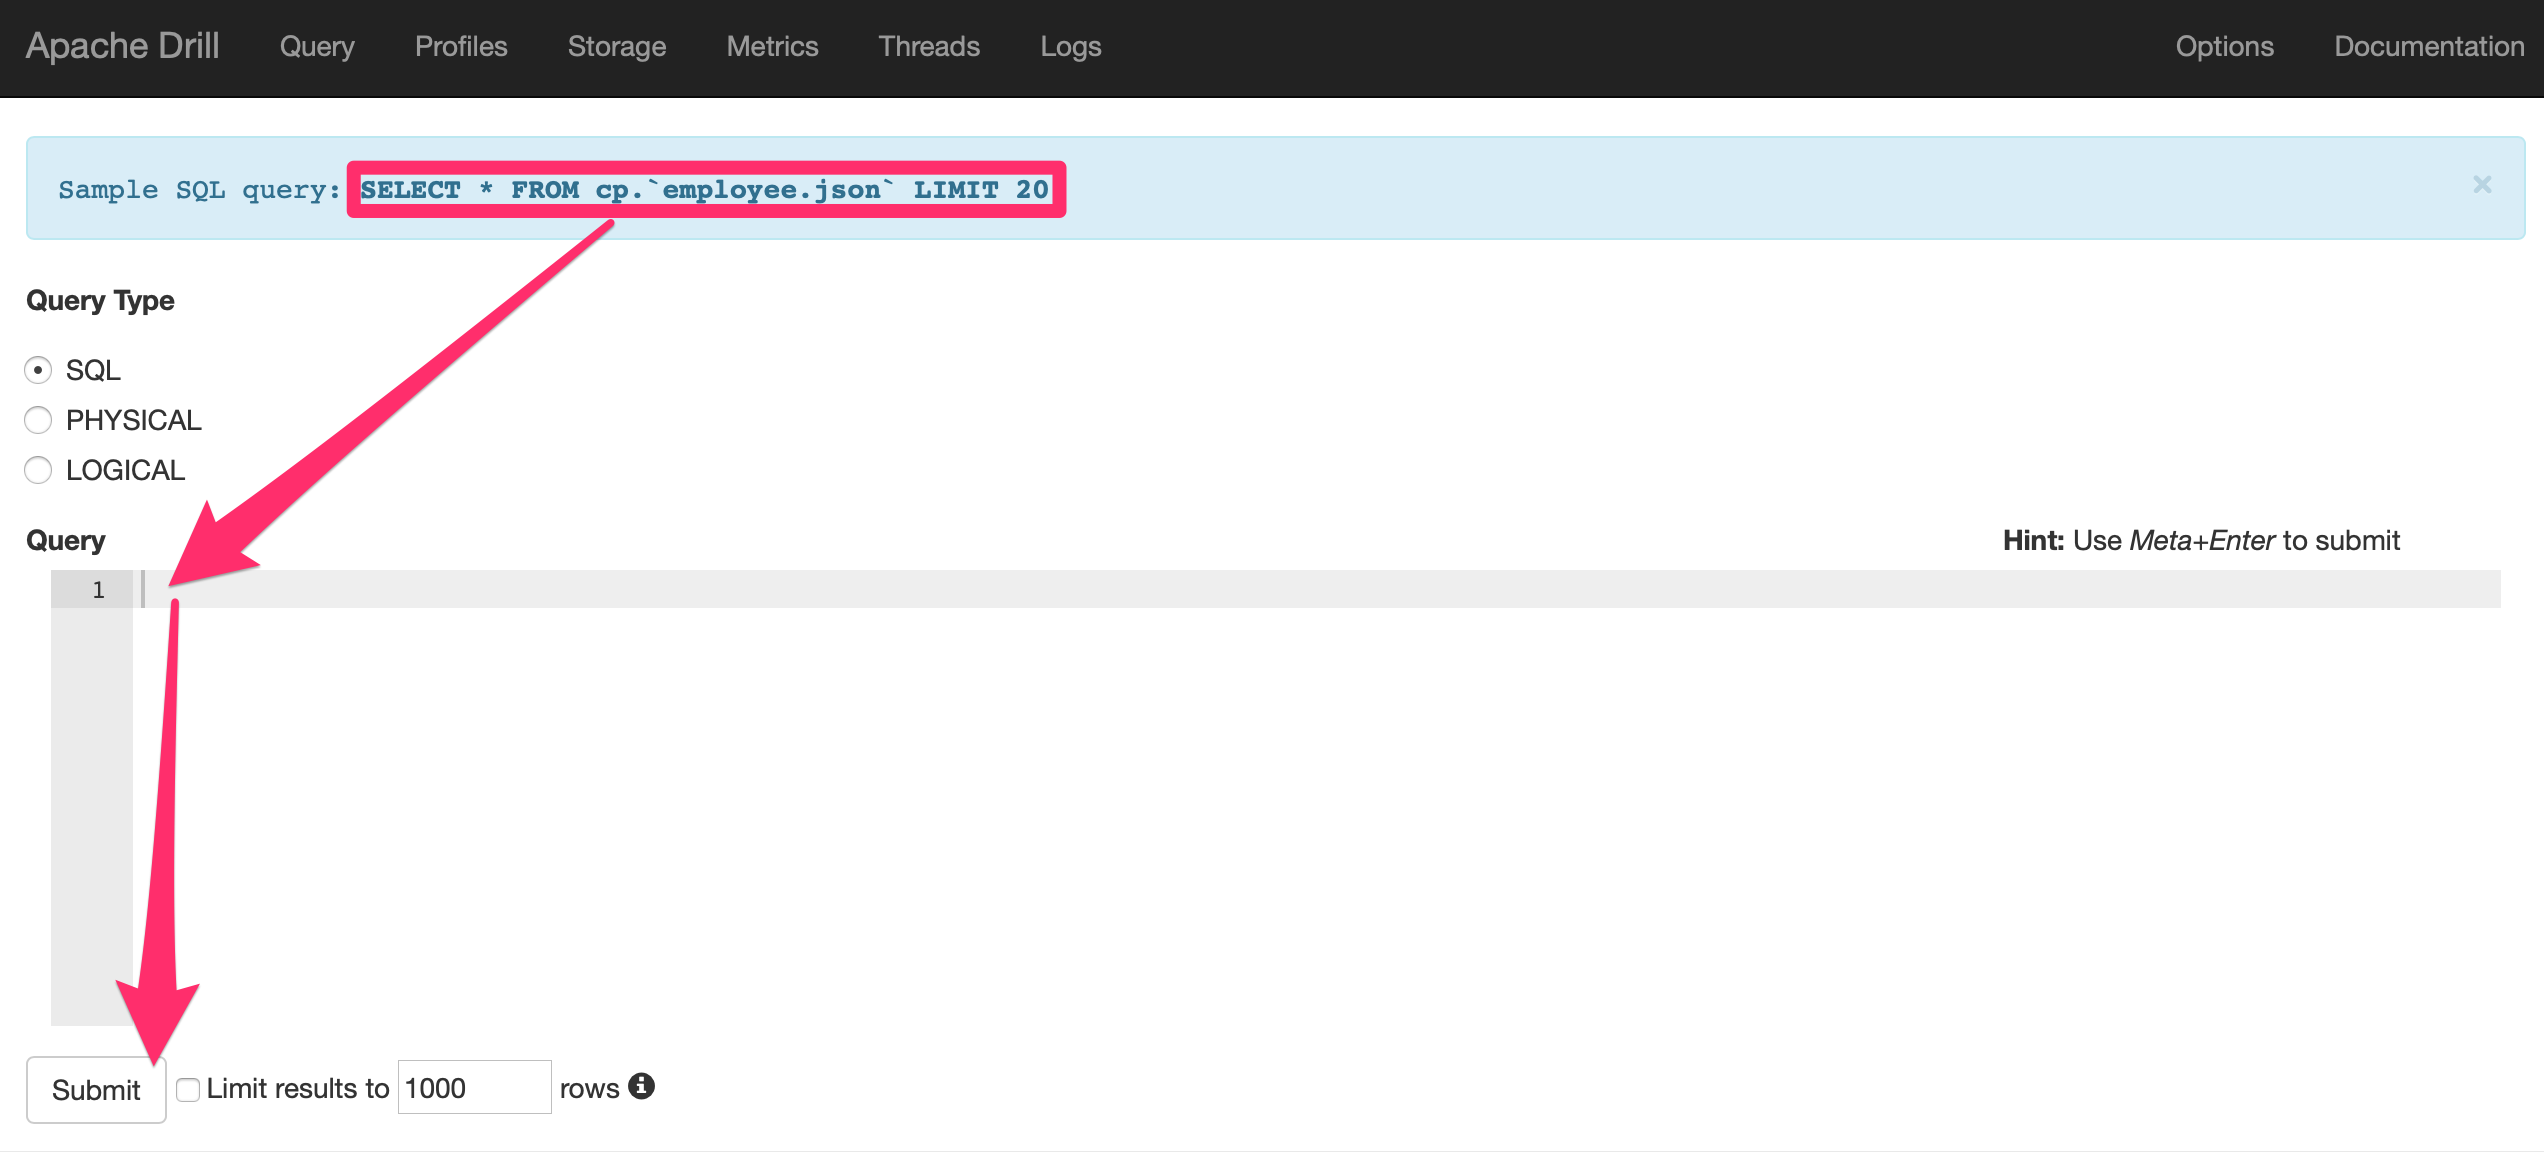 Apache Drill Query Profiles Storage Metrics Threads Logs Options Documentation
Sample SQL query: SELECT * FROM cp.`employee.json` LIMIT 20 ×
Query Type
SQL
PHYSICAL
LOGICAL
Query Hint: Use Meta+Enter to submit
1
Submit Limit results to 1000 rows